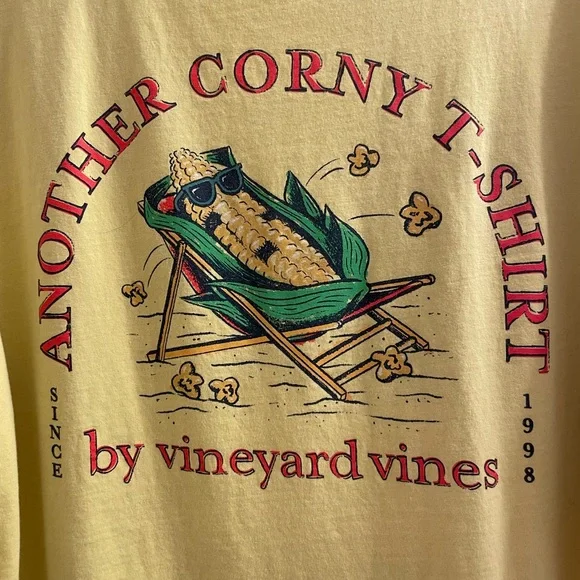 ANOTHER CORNY T-SHIRT
SINCE
1998
by vineyard vines